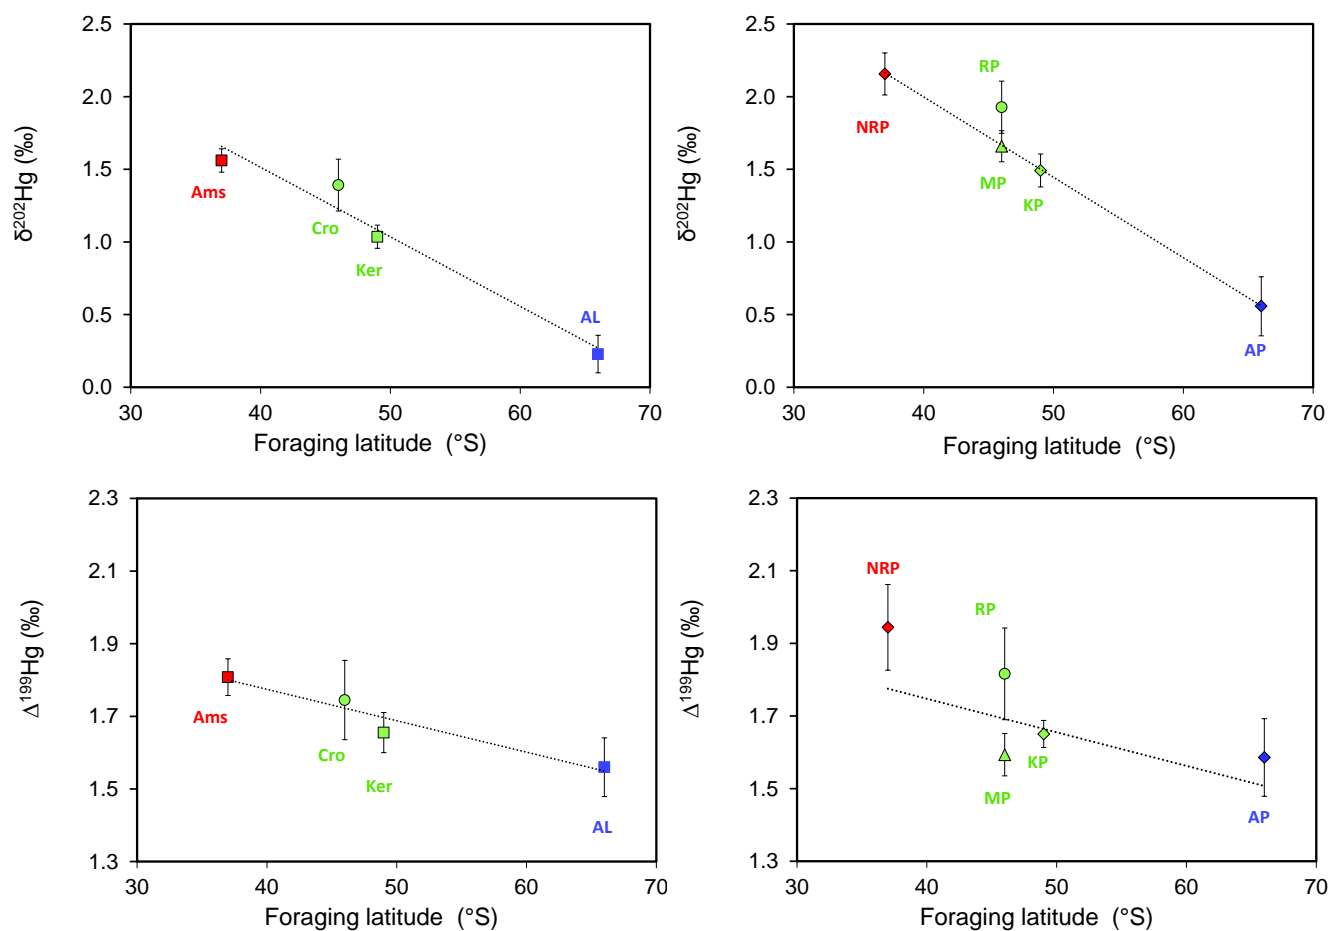 2.5
2.0
1.5
1.0
0.5
0.0
δ²⁰²Hg (‰)
Ams
Cro
Ker
AL
30 40 50 60 70
Foraging latitude (°S)
2.5
2.0
1.5
1.0
0.5
0.0
δ²⁰²Hg (‰)
NRP
RP
MP
KP
AP
30 40 50 60 70
Foraging latitude (°S)
2.3
2.1
1.9
1.7
1.5
1.3
Δ¹⁹⁹Hg (‰)
Ams
Cro
Ker
AL
30 40 50 60 70
Foraging latitude (°S)
2.3
2.1
1.9
1.7
1.5
1.3
Δ¹⁹⁹Hg (‰)
NRP
RP
MP
KP
AP
30 40 50 60 70
Foraging latitude (°S)